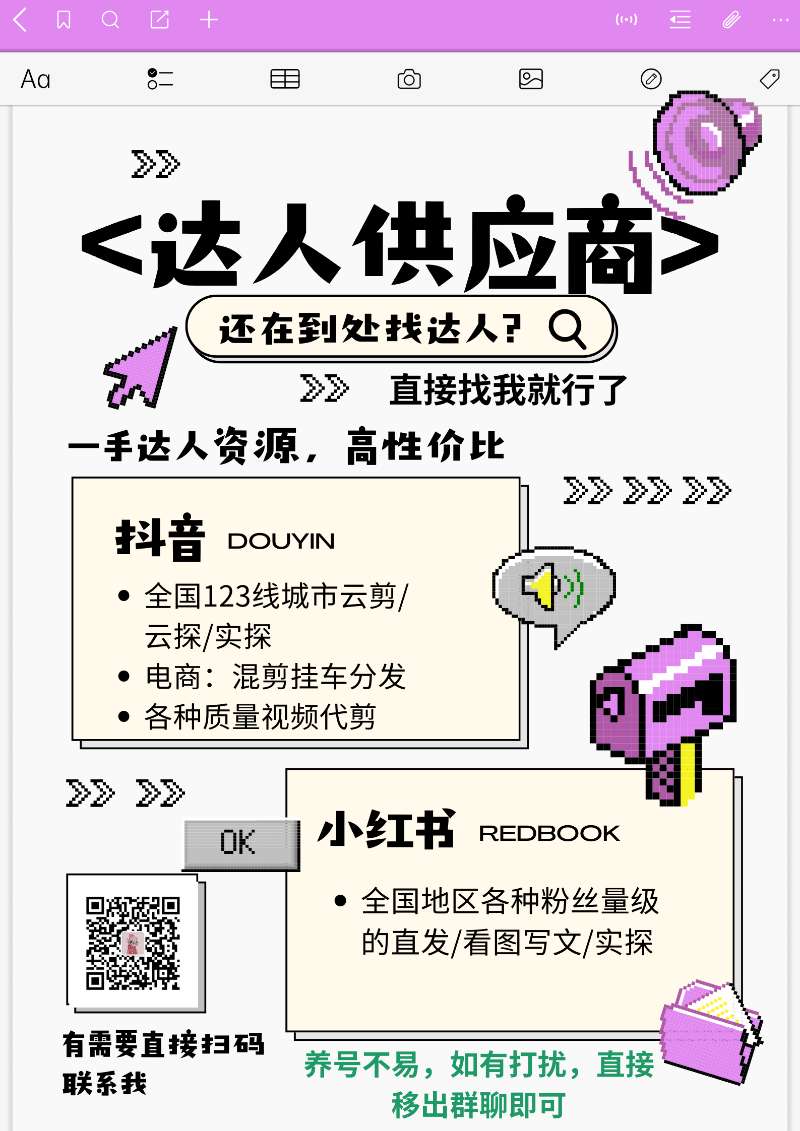 Aa
<达人供应商>
还在到处找达人?
直接找我就行了
一手达人资源，高性价比
抖音 DOUYIN
全国123线城市云剪/
云探/实探
电商：混剪挂车分发
各种质量视频代剪
OK
小红书 REDBOOK
全国地区各种粉丝量级
的直发/看图写文/实探
有需要直接扫码
联系我
养号不易，如有打扰，直接
移出群聊即可